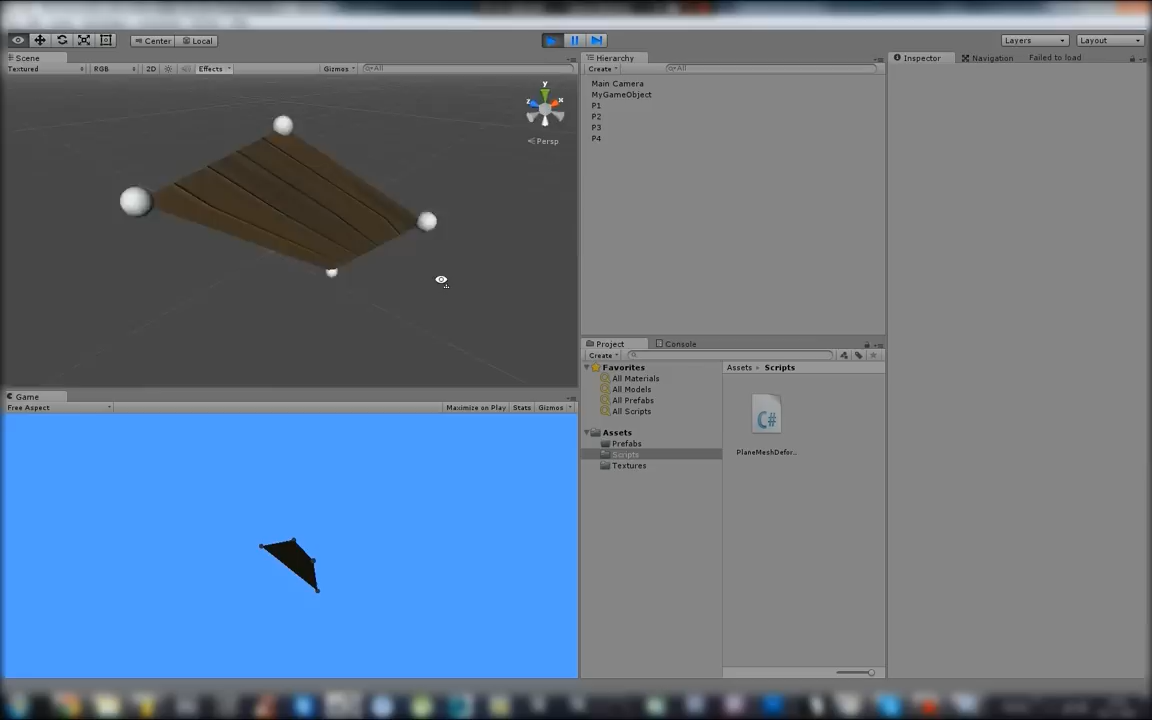 Center Local
Layers Layout
Scene
Textured RGB 2D Effects Gizmos All
y
x
z
Persp
Game
Free Aspect Maximize on Play Stats Gizmos
Hierarchy
Create All
Main Camera
MyGameObject
P1
P2
P3
P4
Project Console
Create
Favorites
All Materials
All Models
All Prefabs
All Scripts
Assets
Prefabs
Scripts
Textures
Assets Scripts
C#
PlaneMeshDefor..
Inspector Navigation Failed to load